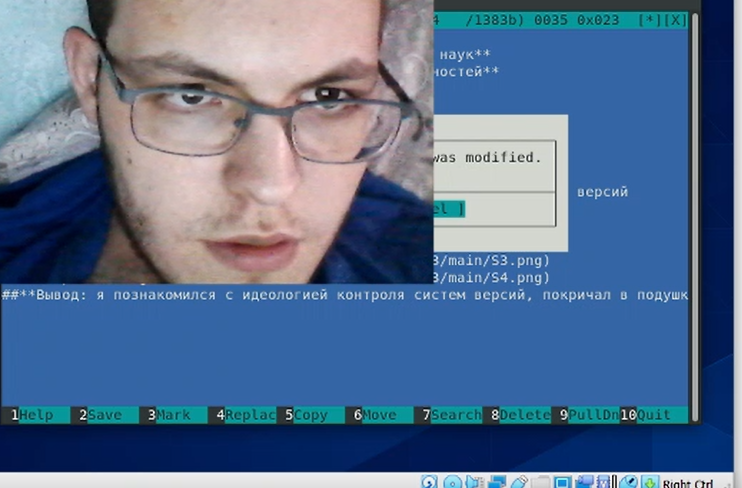 4 /1383b) 0035 0x023 [*][X]
наук**
ностей**
was modified.
el ]
версий
3/main/S3.png)
3/main/S4.png)
##**Вывод: я познакомился с идеологией контроля систем версий, покричал в подушк
1Help 2Save 3Mark 4Replac 5Copy 6Move 7Search 8Delete 9PullDn 10Quit
Right Ctrl